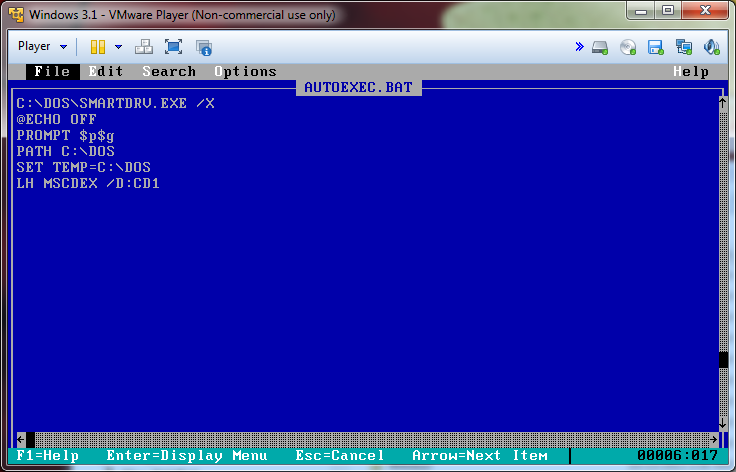 Windows 3.1 - VMware Player (Non-commercial use only)
Player
File Edit Search Options Help
AUTOEXEC.BAT
C:\DOS\SMARTDRV.EXE /X
@ECHO OFF
PROMPT $p$g
PATH C:\DOS
SET TEMP=C:\DOS
LH MSCDEX /D:CD1
F1=Help Enter=Display Menu Esc=Cancel Arrow=Next Item 00006:017